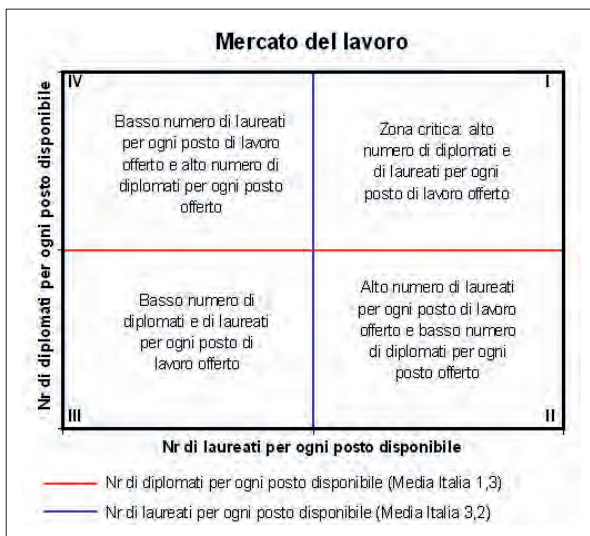 Mercato del lavoro
IV
I
Basso numero di laureati
per ogni posto di lavoro
offerto e alto numero di
diplomati per ogni posto
offerto
Zona critica: alto
numero di diplomati e
di laureati per ogni
posto di lavoro offerto
Nr di diplomati per ogni posto disponibile
Basso numero di
diplomati e di laureati
per ogni posto di
lavoro offerto
Alto numero di laureati
per ogni posto di lavoro
offerto e basso numero
di diplomati per ogni
posto offerto
III
II
Nr di laureati per ogni posto disponibile
Nr di diplomati per ogni posto disponibile (Media Italia 1,3)
Nr di laureati per ogni posto disponibile (Media Italia 3,2)